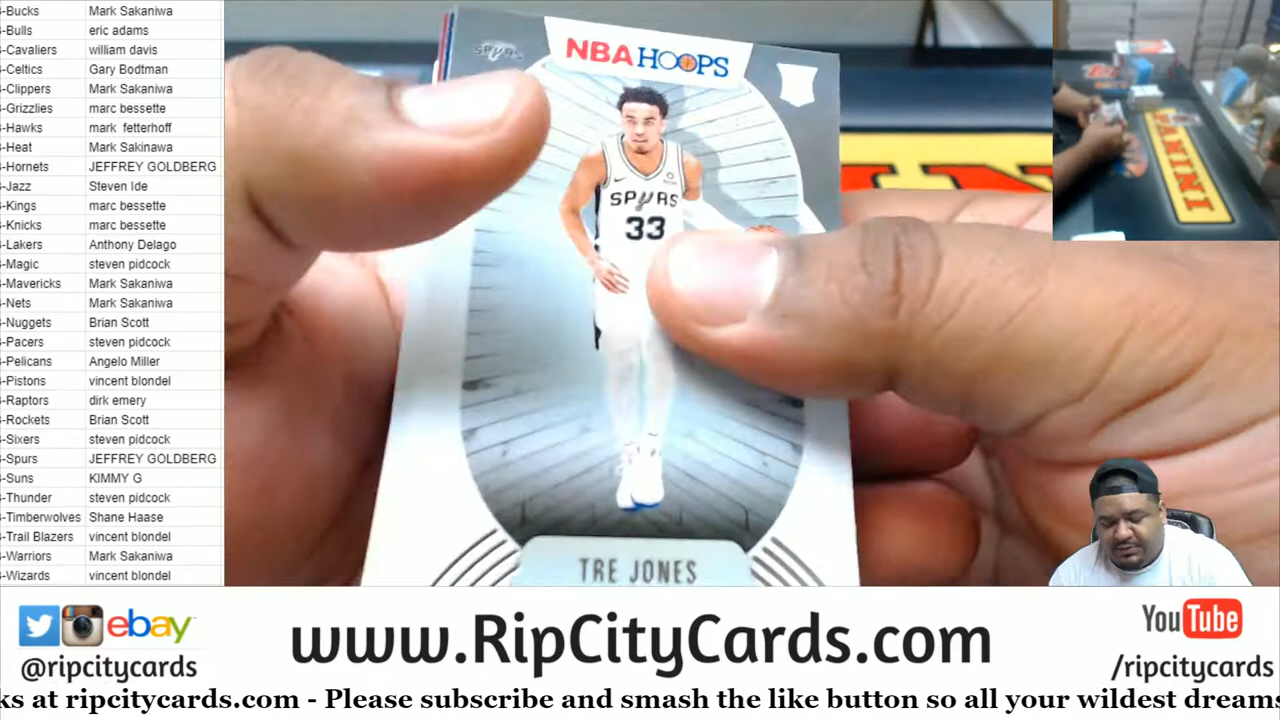 -Bucks Mark Sakaniwa
-Bulls eric adams
-Cavaliers william davis
-Celtics Gary Bodtman
-Clippers Mark Sakaniwa
-Grizzlies marc bessette
-Hawks mark fetterhoff
-Heat Mark Sakinawa
-Hornets JEFFREY GOLDBERG
-Jazz Steven Ide
-Kings marc bessette
-Knicks marc bessette
-Lakers Anthony Delago
-Magic steven pidcock
-Mavericks Mark Sakaniwa
-Nets Mark Sakaniwa
-Nuggets Brian Scott
-Pacers steven pidcock
-Pelicans Angelo Miller
-Pistons vincent blondel
-Raptors dirk emery
-Rockets Brian Scott
-Sixers steven pidcock
-Spurs JEFFREY GOLDBERG
-Suns KIMMY G
-Thunder steven pidcock
-Timberwolves Shane Haase
-Trail Blazers vincent blondel
-Warriors Mark Sakaniwa
-Wizards vincent blondel
SPURS
NBA HOOPS
SPURS
33
TRE JONES
PANINI
ebay
@ripcitycards
www.RipCityCards.com
YouTube
/ripcitycards
ks at ripcitycards.com - Please subscribe and smash the like button so all your wildest dreams